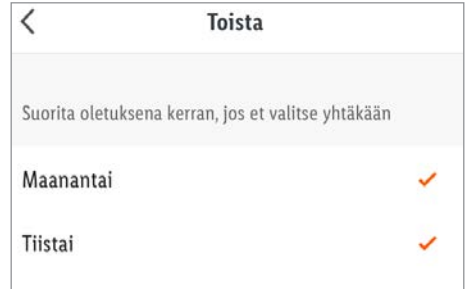 Toista
Suorita oletuksena kerran, jos et valitse yhtäkään
Maanantai
Tiistai